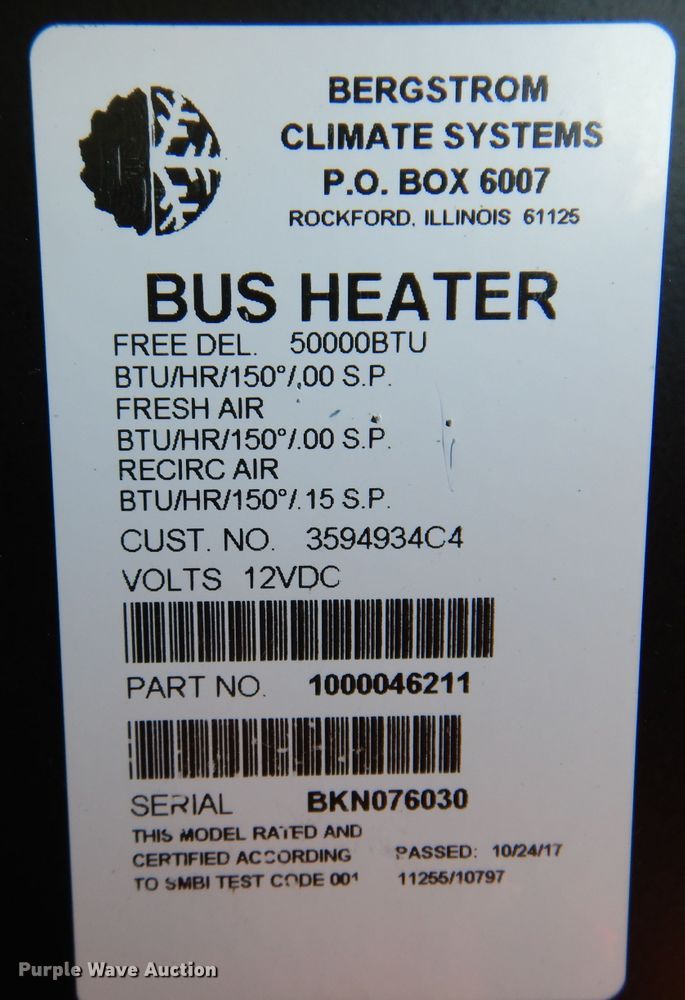 BERGSTROM
CLIMATE SYSTEMS
P.O. BOX 6007
ROCKFORD, ILLINOIS 61125
BUS HEATER
FREE DEL. 50000BTU
BTU/HR/150°/.00 S.P.
FRESH AIR
BTU/HR/150°/.00 S.P.
RECIRC AIR
BTU/HR/150°/.15 S.P.
CUST. NO. 3594934C4
VOLTS 12VDC
PART NO. 1000046211
SERIAL BKN076030
THIS MODEL RATED AND
CERTIFIED ACCORDING PASSED: 10/24/17
TO SMBI TEST CODE 001 11255/10797
Purple Wave Auction